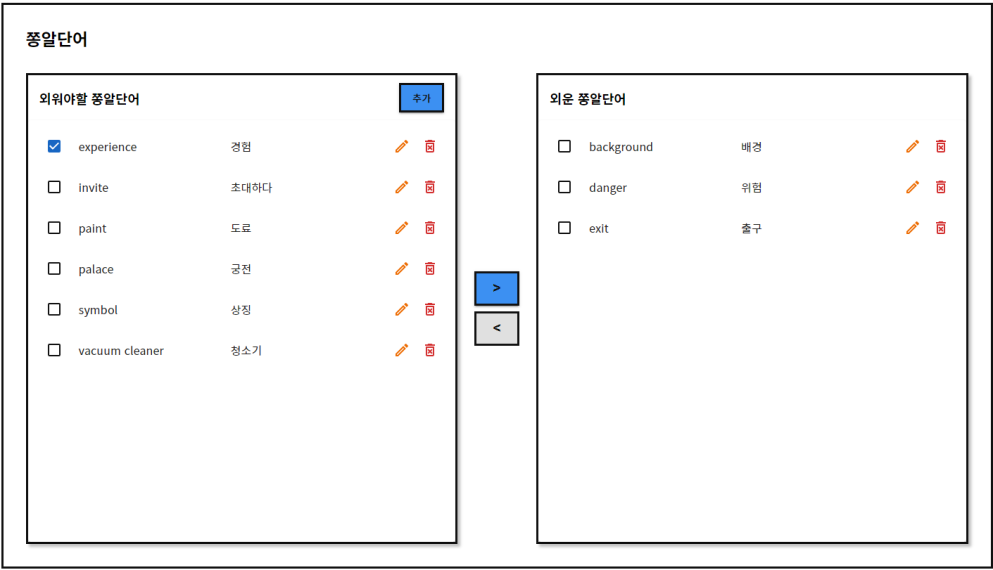 쫑알단어
외워야할 쫑알단어
추가
experience 경험
invite 초대하다
paint 도료
palace 궁전
symbol 상징
vacuum cleaner 청소기
>
<
외운 쫑알단어
background 배경
danger 위험
exit 출구